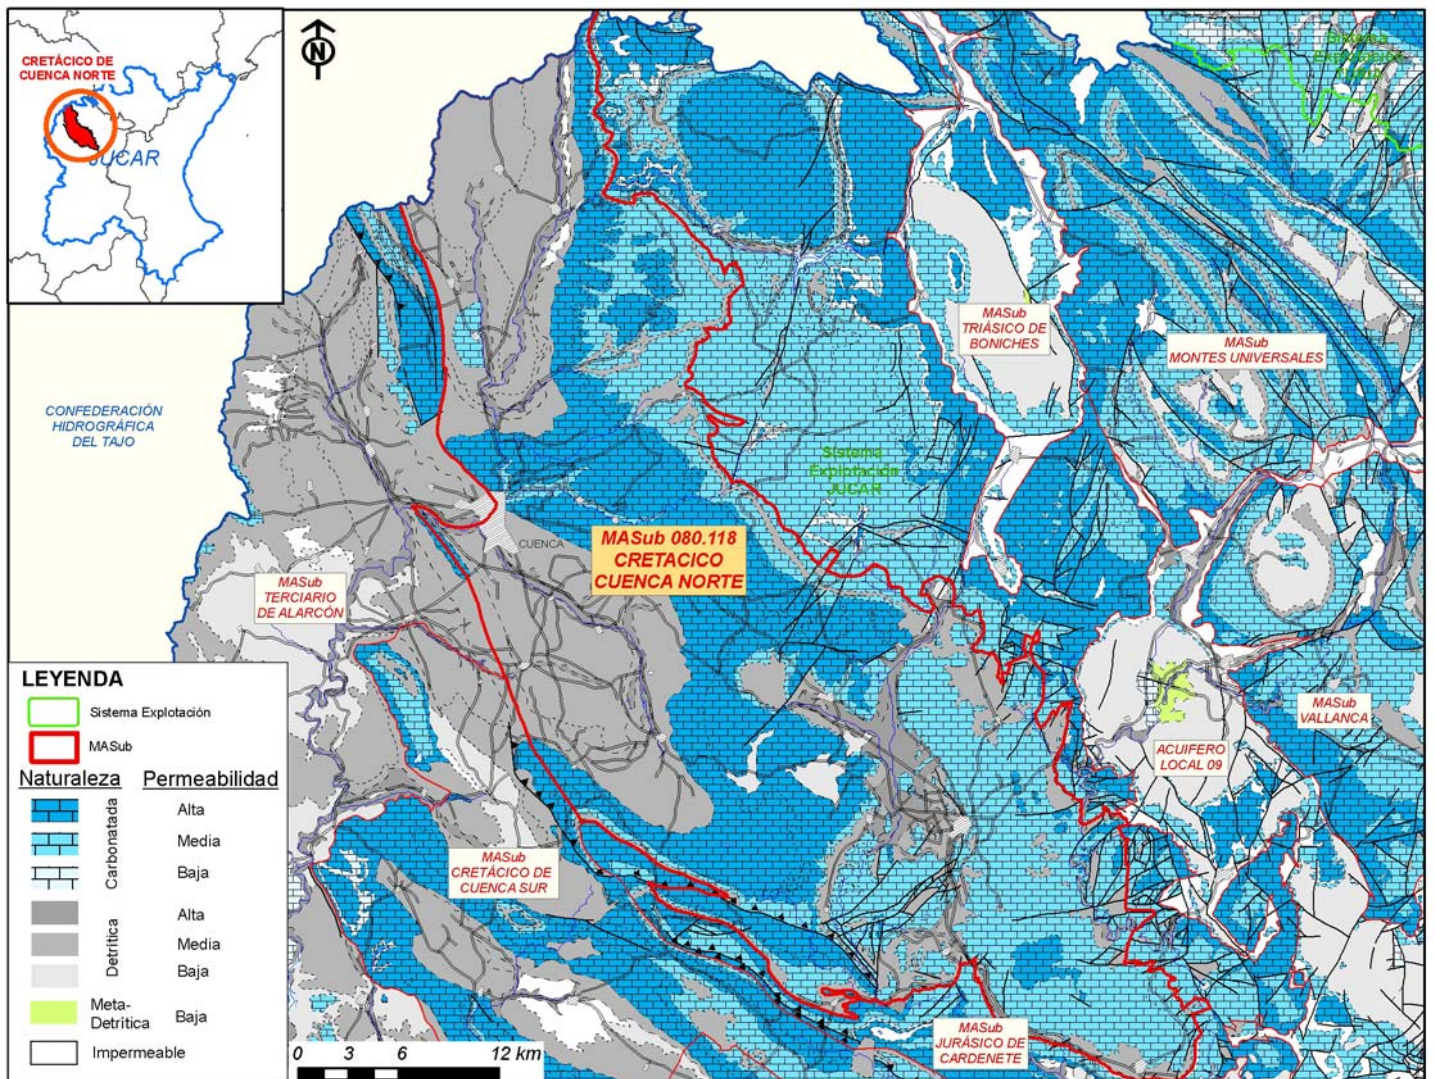 CRETÁCICO DE
CUENCA NORTE
JUCAR
N
Sistema
CONFEDERACIÓN
HIDROGRÁFICA
DEL TAJO
MASub
TRIÁSICO DE
BONICHES
MASub
MONTES UNIVERSALES
Sistema
Explotación
JUCAR
MASub 080.118
CRETACICO
CUENCA NORTE
CUENCA
MASub
TERCIARIO
DE ALARCÓN
MASub
VALLANCA
ACUIFERO
LOCAL 09
MASub
CRETÁCICO DE
CUENCA SUR
MASub
JURÁSICO DE
CARDENETE
LEYENDA
Sistema Explotación
MASub
Naturaleza Permeabilidad
Carbonatada
Alta
Media
Baja
Detrítica
Alta
Media
Baja
Meta-
Detrítica Baja
Impermeable
0 3 6 12 km